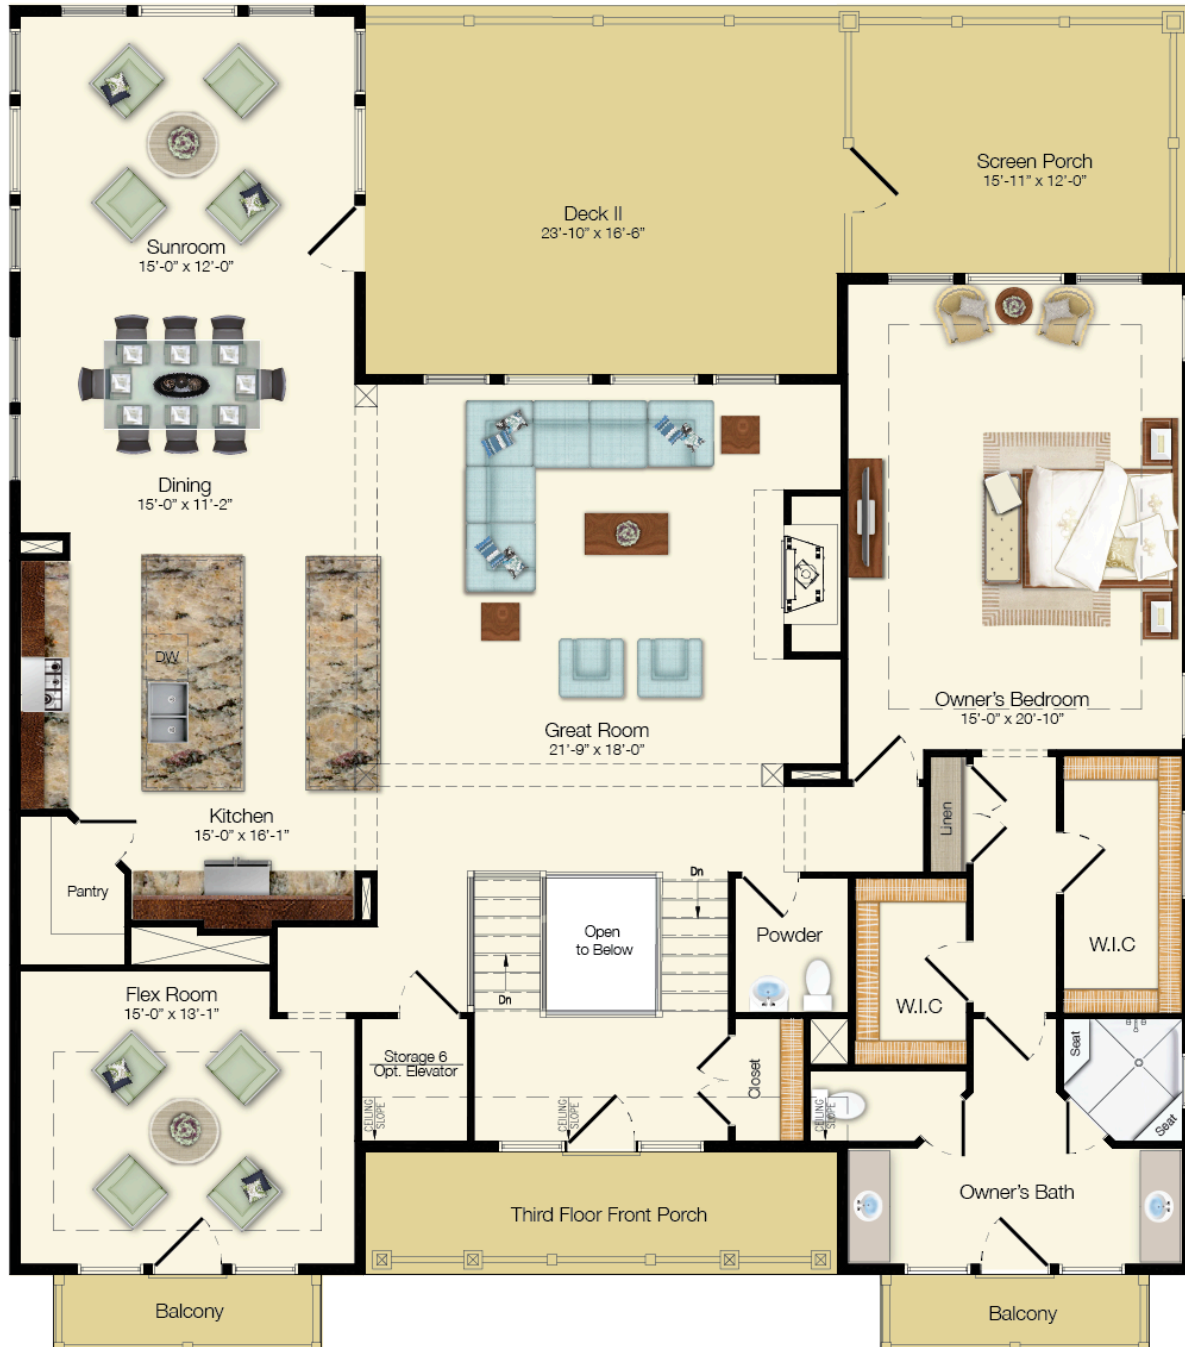 Screen Porch
15'-11" x 12'-0"
Deck II
23'-10" x 16'-6"
Sunroom
15'-0" x 12'-0"
Dining
15'-0" x 11'-2"
DW
Owner's Bedroom
15'-0" x 20'-10"
Great Room
21'-9" x 18'-0"
Kitchen
15'-0" x 16'-1"
Linen
Pantry
Dn
Open
to Below
Powder
W.I.C
Dn
Flex Room
15'-0" x 13'-1"
W.I.C
Seat
Storage 6
Opt. Elevator
Closet
CEILING
SLOPE
CEILING
SLOPE
CEILING
SLOPE
Seat
Owner's Bath
Third Floor Front Porch
Balcony
Balcony